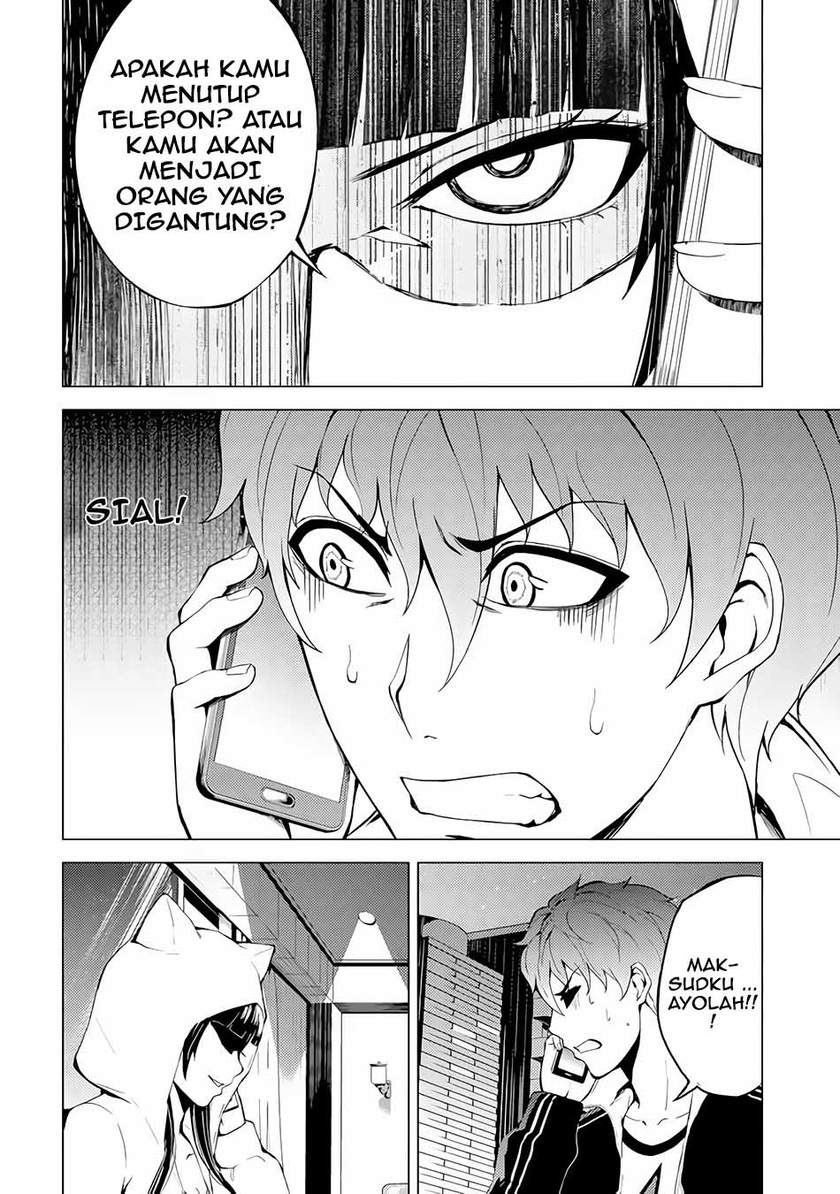 APAKAH KAMU
MENUTUP
TELEPON? ATAU
KAMU AKAN
MENJADI
ORANG YANG
DIGANTUNG?
SIAL!
MAK-
SUDKU ...
AYOLAH!!
!